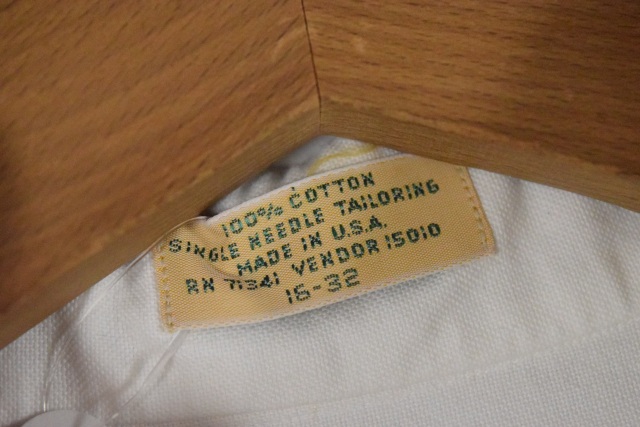 100% COTTON
SINGLE NEEDLE TAILORING
MADE IN U.S.A.
RN 71341 VENDOR 15010
16-32